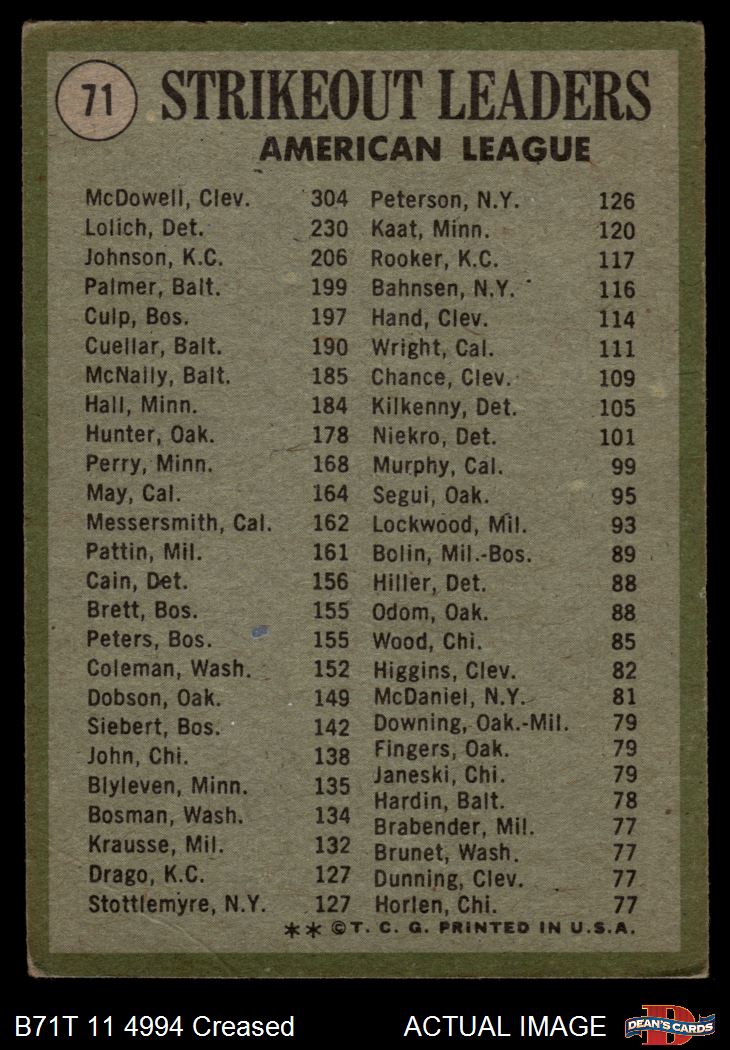 71
STRIKEOUT LEADERS
AMERICAN LEAGUE
McDowell, Clev. 304
Lolich, Det. 230
Johnson, K.C. 206
Palmer, Balt. 199
Culp, Bos. 197
Cuellar, Balt. 190
McNally, Balt. 185
Hall, Minn. 184
Hunter, Oak. 178
Perry, Minn. 168
May, Cal. 164
Messersmith, Cal. 162
Pattin, Mil. 161
Cain, Det. 156
Brett, Bos. 155
Peters, Bos. 155
Coleman, Wash. 152
Dobson, Oak. 149
Siebert, Bos. 142
John, Chi. 138
Blyleven, Minn. 135
Bosman, Wash. 134
Krausse, Mil. 132
Drago, K.C. 127
Stottlemyre, N.Y. 127
Peterson, N.Y. 126
Kaat, Minn. 120
Rooker, K.C. 117
Bahnsen, N.Y. 116
Hand, Clev. 114
Wright, Cal. 111
Chance, Clev. 109
Kilkenny, Det. 105
Niekro, Det. 101
Murphy, Cal. 99
Segui, Oak. 95
Lockwood, Mil. 93
Bolin, Mil.-Bos. 89
Hiller, Det. 88
Odom, Oak. 88
Wood, Chi. 85
Higgins, Clev. 82
McDaniel, N.Y. 81
Downing, Oak.-Mil. 79
Fingers, Oak. 79
Janeski, Chi. 79
Hardin, Balt. 78
Brabender, Mil. 77
Brunet, Wash. 77
Dunning, Clev. 77
Horlen, Chi. 77
** ©T. C. G. PRINTED IN U.S.A.
B71T 11 4994 Creased
ACTUAL IMAGE
D
DEAN'S CARDS